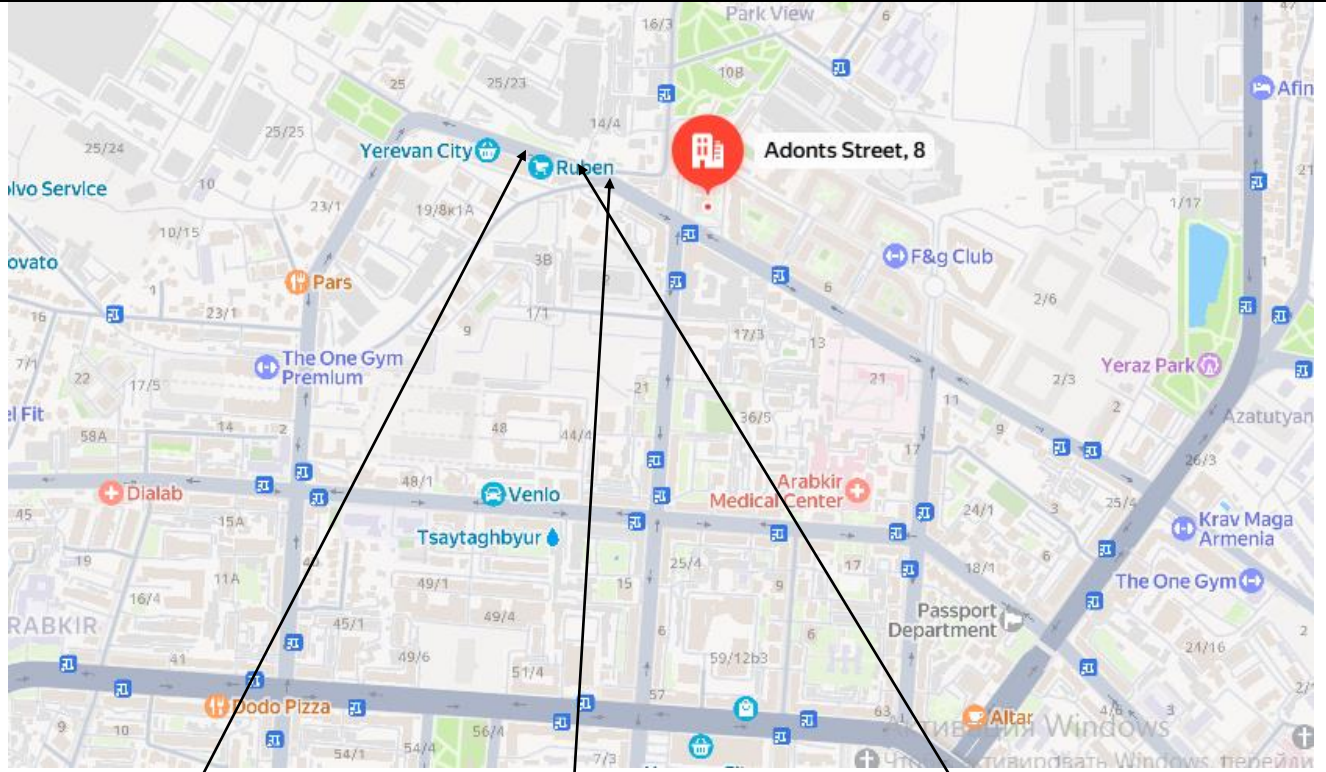 Park View
16/3
6
10B
25
25/23
Afin
14/4
25/25
Yerevan City
Adonts Street, 8
25/24
Ruben
21
10
lvo Service
23/1
19/8к1A
1/17
10/15
3B
F&g Club
ovato
Pars
2
6
2/6
1
1
16
23/1
1/1
9
17/3
13
7/1
The One Gym
Premium
Yeraz Park
22
17/5
21
21
2/3
11
2
el Fit
36/5
Azatutyan
14
2
48
44/4
9
58A
17
26/3
Arabkir
Medical Center
48/1
Dialab
Venlo
24/1
3
25/4
45
15A
Krav Maga
Armenia
Tsaytaghbyur
19
6
11A
49/1
15
25/4
17
18/1
The One Gym
9
16/4
49/4
Passport
Department
RABKIR
45/1
6
6
2
24/16
41
49/6
59/12b3
51/4
57
2/
Dodo Pizza
63
Altar
4/6
3
Активация Windows
9
10
56/4
54/1
54/4
7/3
Чтобы активировать Windows, перейди